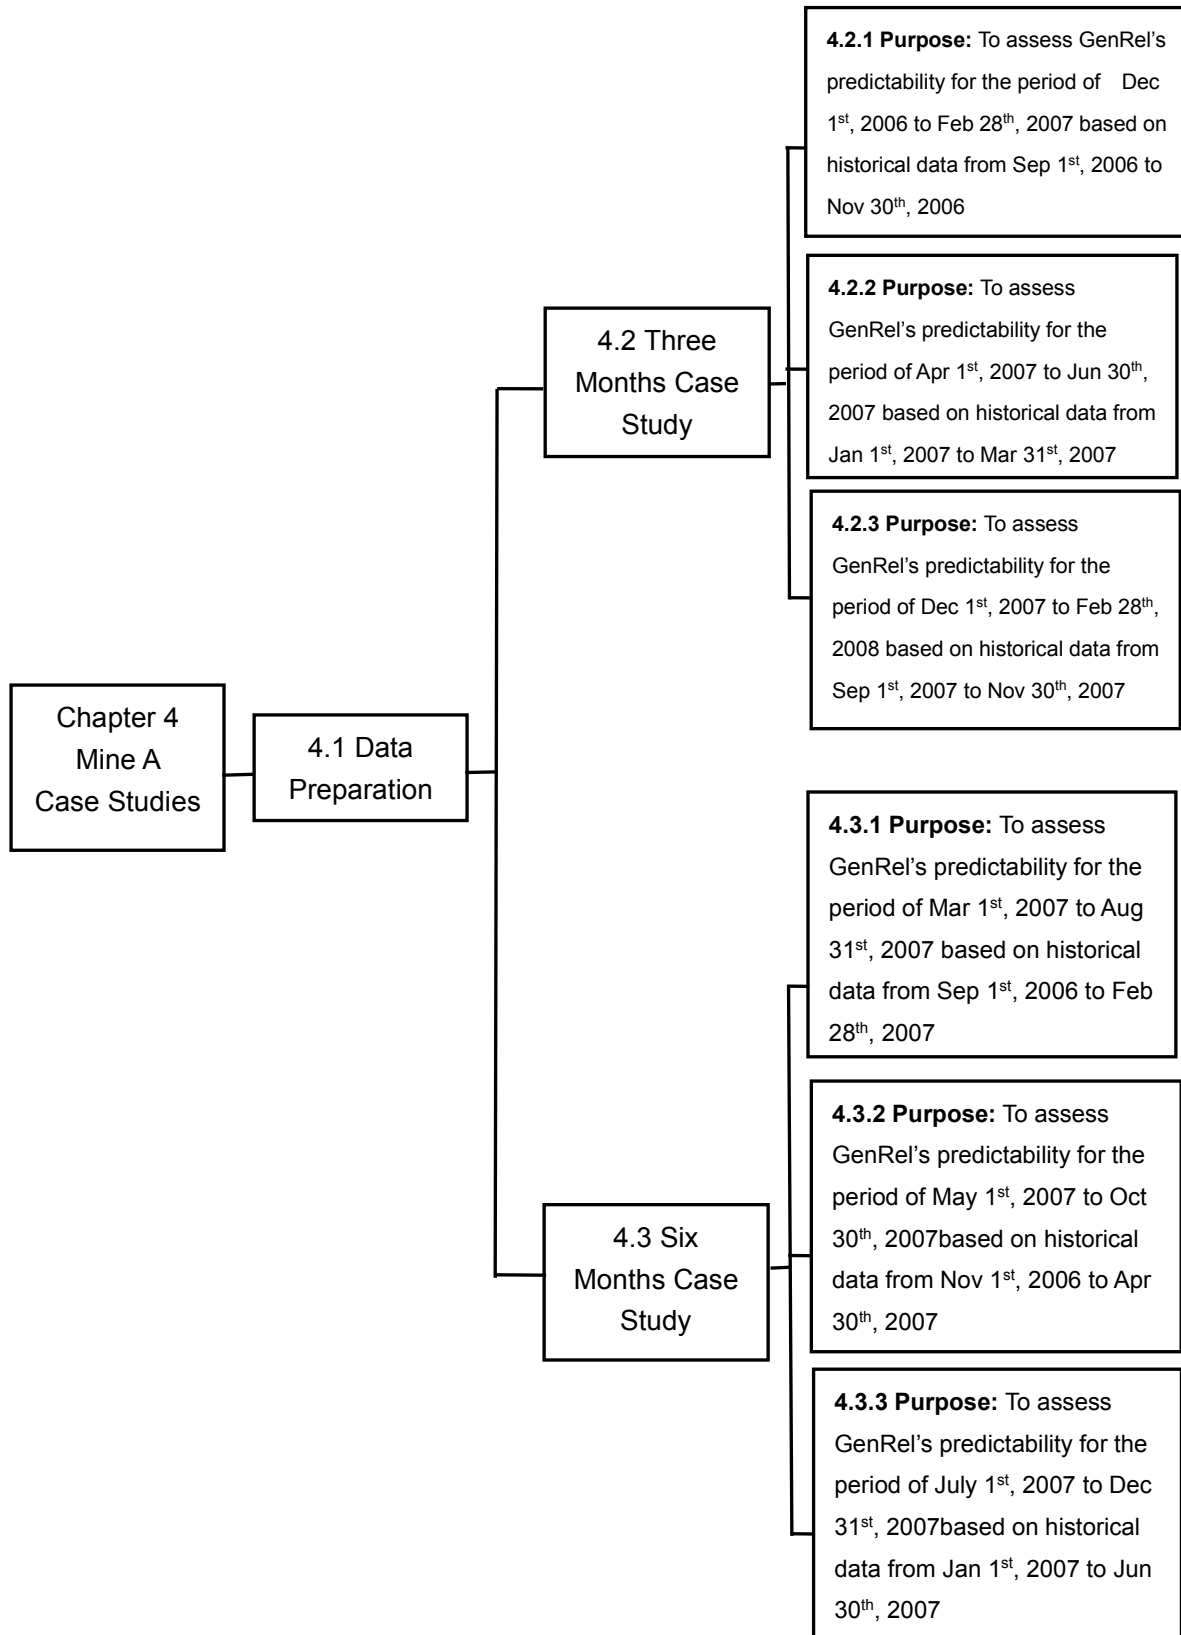 Chapter 4
Mine A
Case Studies
4.1 Data
Preparation
4.2 Three
Months Case
Study
4.2.1 Purpose: To assess GenRel’s
predictability for the period of Dec
1st, 2006 to Feb 28th, 2007 based on
historical data from Sep 1st, 2006 to
Nov 30th, 2006
4.2.2 Purpose: To assess
GenRel’s predictability for the
period of Apr 1st, 2007 to Jun 30th,
2007 based on historical data from
Jan 1st, 2007 to Mar 31st, 2007
4.2.3 Purpose: To assess
GenRel’s predictability for the
period of Dec 1st, 2007 to Feb 28th,
2008 based on historical data from
Sep 1st, 2007 to Nov 30th, 2007
4.3 Six
Months Case
Study
4.3.1 Purpose: To assess
GenRel’s predictability for the
period of Mar 1st, 2007 to Aug
31st, 2007 based on historical
data from Sep 1st, 2006 to Feb
28th, 2007
4.3.2 Purpose: To assess
GenRel’s predictability for the
period of May 1st, 2007 to Oct
30th, 2007based on historical
data from Nov 1st, 2006 to Apr
30th, 2007
4.3.3 Purpose: To assess
GenRel’s predictability for the
period of July 1st, 2007 to Dec
31st, 2007based on historical
data from Jan 1st, 2007 to Jun
30th, 2007